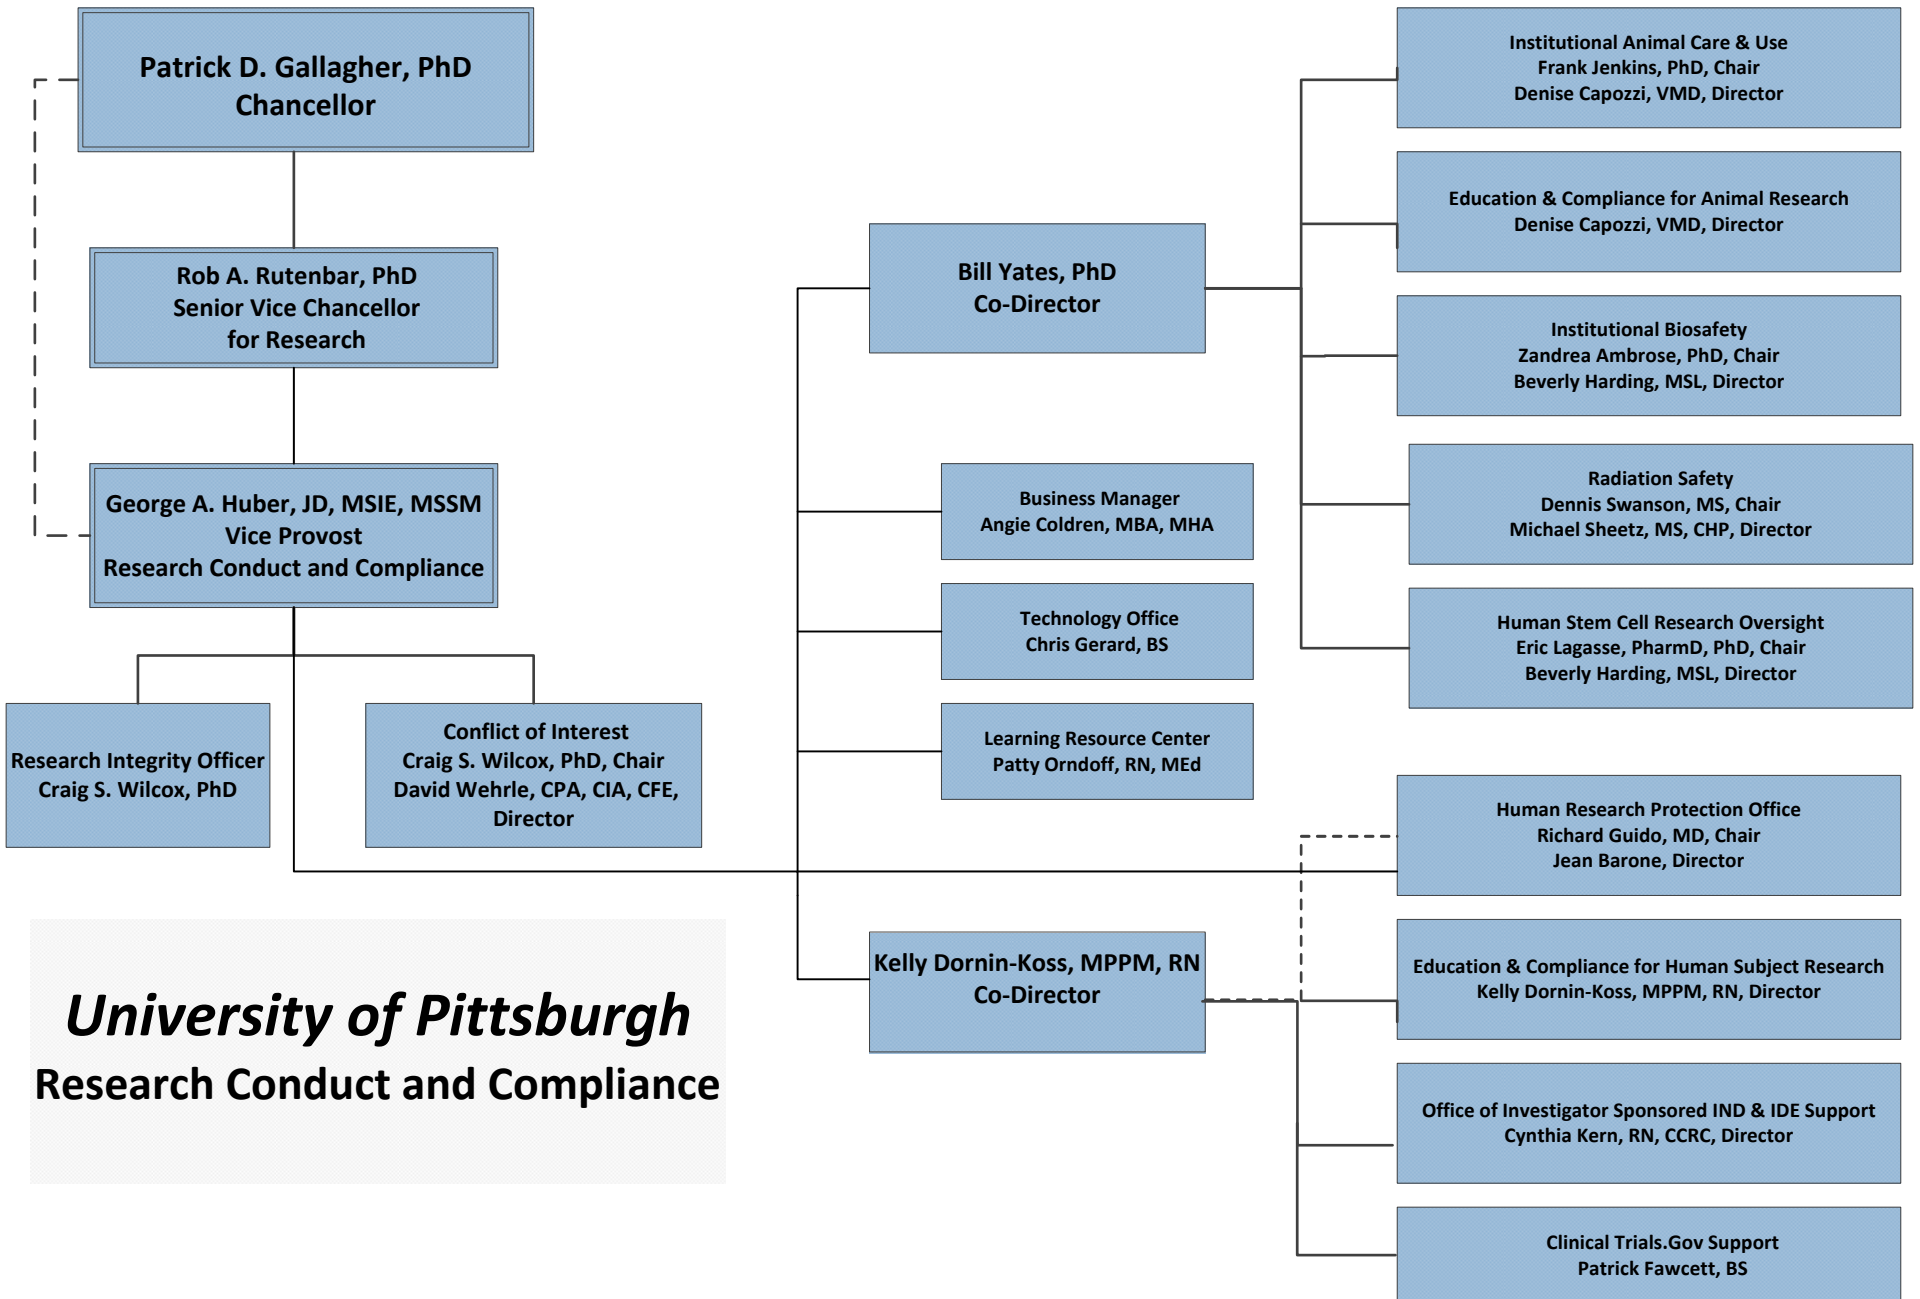 Patrick D. Gallagher, PhD
Chancellor
Rob A. Rutenbar, PhD
Senior Vice Chancellor
for Research
George A. Huber, JD, MSIE, MSSM
Vice Provost
Research Conduct and Compliance
Research Integrity Officer
Craig S. Wilcox, PhD
Conflict of Interest
Craig S. Wilcox, PhD, Chair
David Wehrle, CPA, CIA, CFE,
Director
Bill Yates, PhD
Co-Director
Business Manager
Angie Coldren, MBA, MHA
Technology Office
Chris Gerard, BS
Learning Resource Center
Patty Orndoff, RN, MEd
Kelly Dornin-Koss, MPPM, RN
Co-Director
Institutional Animal Care & Use
Frank Jenkins, PhD, Chair
Denise Capozzi, VMD, Director
Education & Compliance for Animal Research
Denise Capozzi, VMD, Director
Institutional Biosafety
Zandrea Ambrose, PhD, Chair
Beverly Harding, MSL, Director
Radiation Safety
Dennis Swanson, MS, Chair
Michael Sheetz, MS, CHP, Director
Human Stem Cell Research Oversight
Eric Lagasse, PharmD, PhD, Chair
Beverly Harding, MSL, Director
Human Research Protection Office
Richard Guido, MD, Chair
Jean Barone, Director
Education & Compliance for Human Subject Research
Kelly Dornin-Koss, MPPM, RN, Director
Office of Investigator Sponsored IND & IDE Support
Cynthia Kern, RN, CCRC, Director
Clinical Trials.Gov Support
Patrick Fawcett, BS
University of Pittsburgh
Research Conduct and Compliance